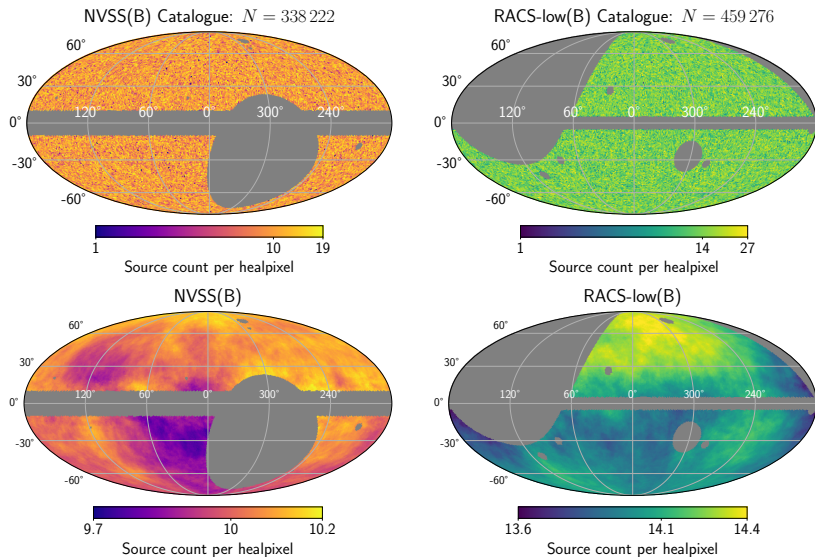 NVSS(B) Catalogue: N = 338 222
60°
30°
0°
-30°
-60°
120° 60° 0° 300° 240°
1 10 19
Source count per healpixel
RACS-low(B) Catalogue: N = 459 276
60°
30°
0°
-30°
-60°
120° 60° 0° 300° 240°
1 14 27
Source count per healpixel
NVSS(B)
60°
30°
0°
-30°
-60°
120° 60° 0° 300° 240°
9.7 10 10.2
Source count per healpixel
RACS-low(B)
60°
30°
0°
-30°
-60°
120° 60° 0° 300° 240°
13.6 14.1 14.4
Source count per healpixel